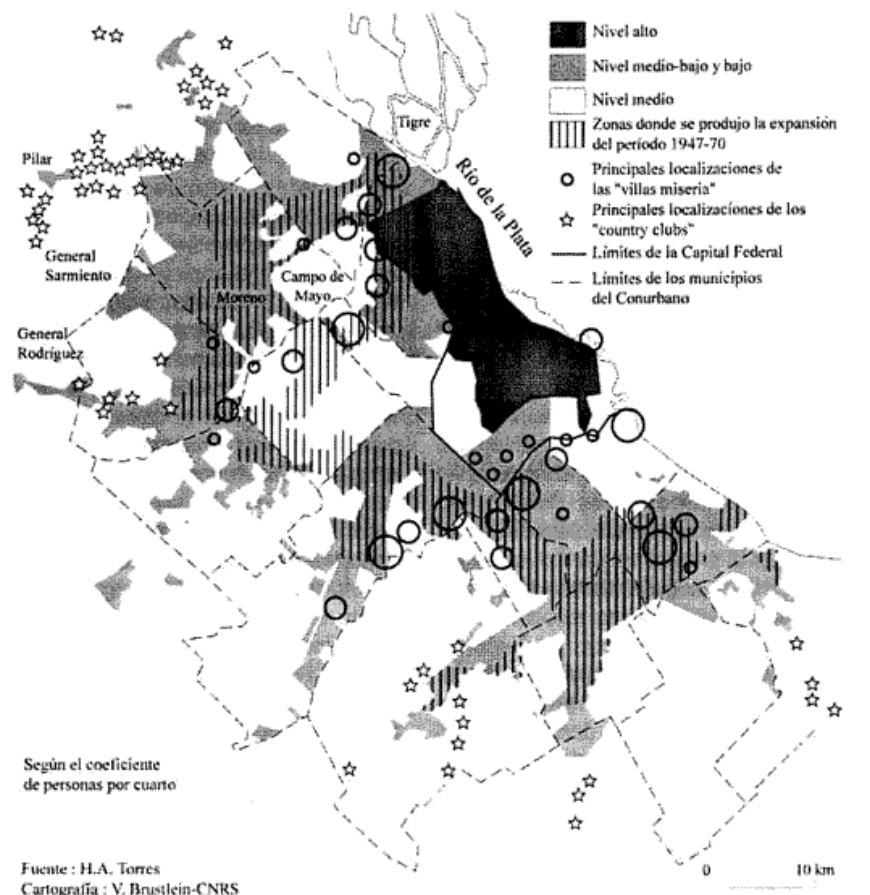 Nivel alto
Nivel medio-bajo y bajo
Nivel medio
Zonas donde se produjo la expansión
del período 1947-70
Principales localizaciones de
las "villas miseria"
Principales localizaciones de los
"country clubs"
Límites de la Capital Federal
Límites de los municipios
del Conurbano
Tigre
Río de la Plata
Pilar
General
Sarmiento
Campo de
Mayo
Moreno
General
Rodríguez
Según el coeficiente
de personas por cuarto
Fuente : H.A. Torres
Cartografía : V. Brustlein-CNRS
0 10 km